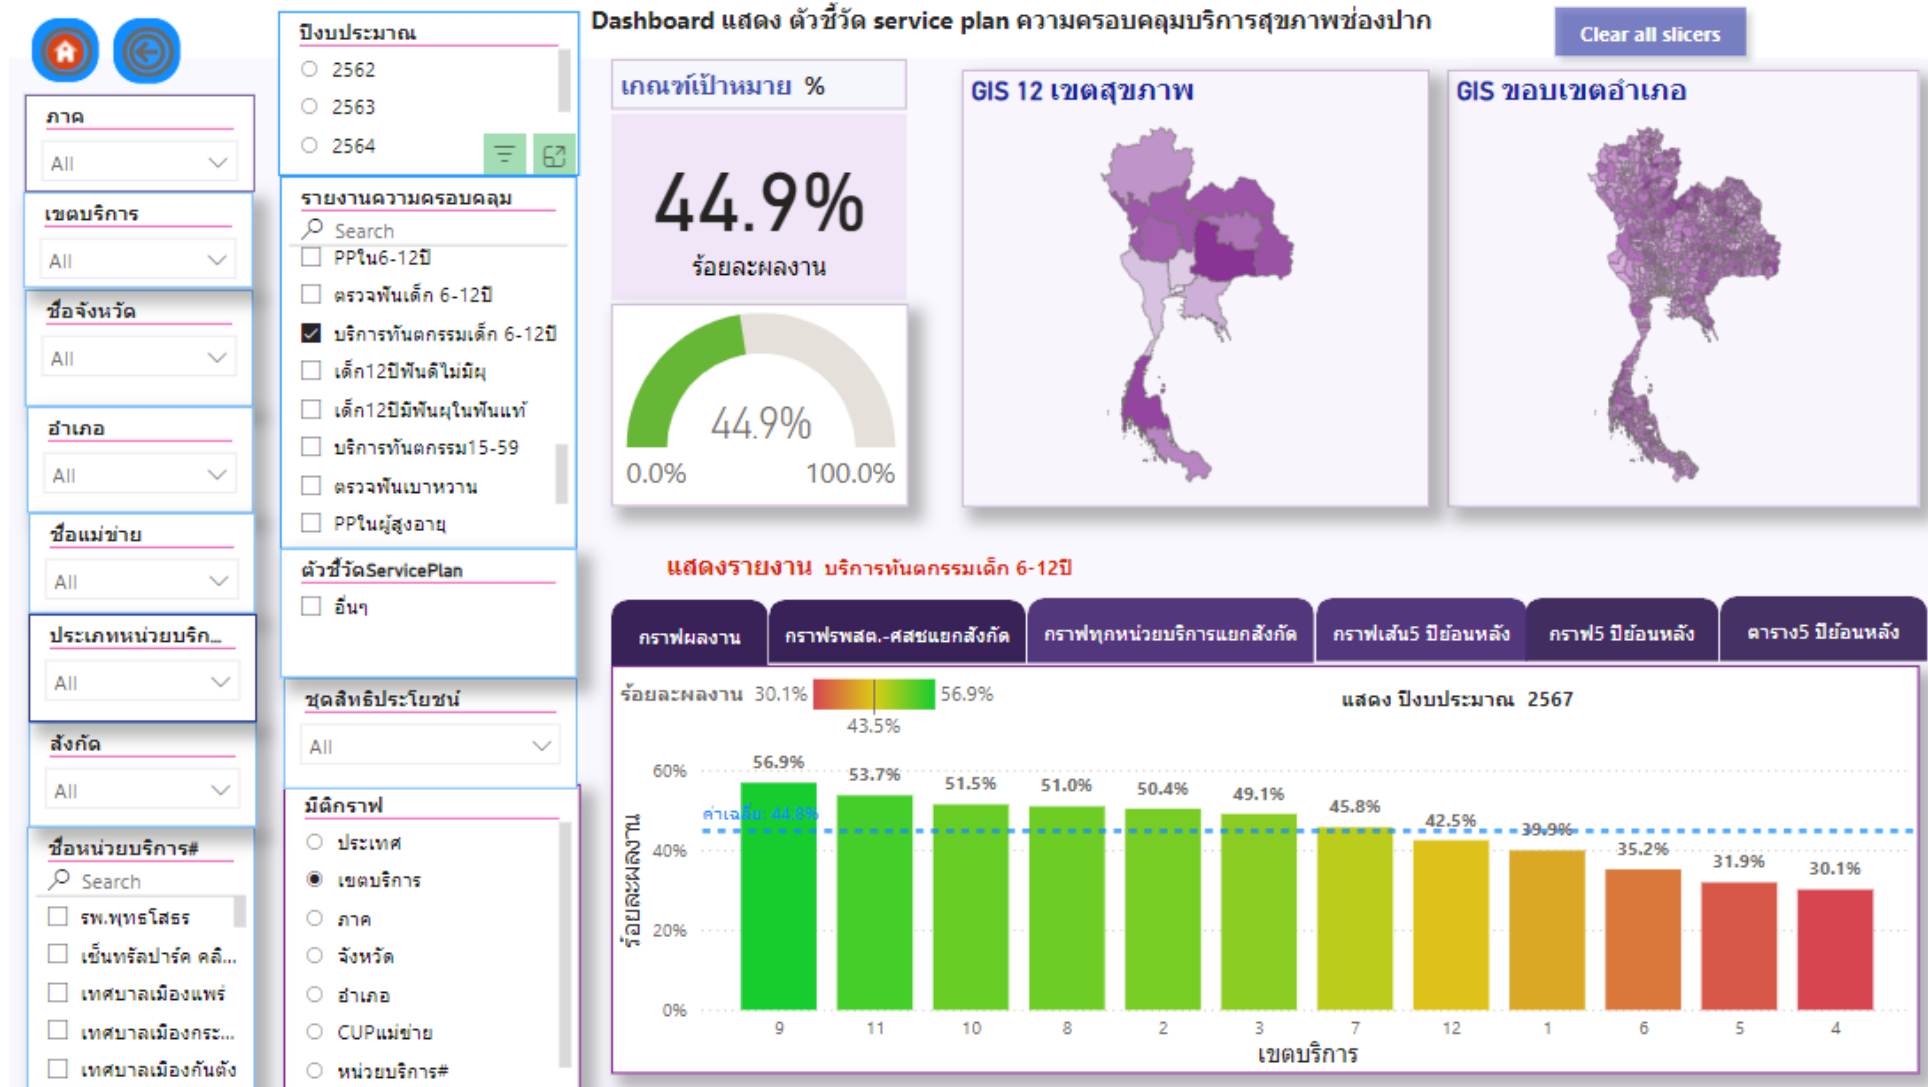 Dashboard แสดง ตัวชี้วัด service plan ความครอบคลุมบริการสุขภาพช่องปาก
Clear all slicers
ภาค
All
เขตบริการ
All
ชื่อจังหวัด
All
อำเภอ
All
ชื่อแม่ข่าย
All
ประเภทหน่วยบริก...
All
สังกัด
All
ชื่อหน่วยบริการ#
Search
รพ.พุทธโสธร
เซ็นทรัลปาร์ค คลิ...
เทศบาลเมืองแพร่
เทศบาลเมืองกระ...
เทศบาลเมืองกันตัง
ปีงบประมาณ
2562
2563
2564
รายงานความครอบคลุม
Search
PPใน6-12ปี
ตรวจฟันเด็ก 6-12ปี
บริการทันตกรรมเด็ก 6-12ปี
เด็ก12ปีฟันดีไม่มีผุ
เด็ก12ปีมีฟันผุในฟันแท้
บริการทันตกรรม15-59
ตรวจฟันเบาหวาน
PPในผู้สูงอายุ
ตัวชี้วัดServicePlan
อื่นๆ
ชุดสิทธิประโยชน์
All
มิติกราฟ
ประเทศ
เขตบริการ
ภาค
จังหวัด
อำเภอ
CUPแม่ข่าย
หน่วยบริการ#
เกณฑ์เป้าหมาย %
44.9%
ร้อยละผลงาน
44.9%
0.0% 100.0%
GIS 12 เขตสุขภาพ
GIS ขอบเขตอำเภอ
แสดงรายงาน บริการทันตกรรมเด็ก 6-12ปี
กราฟผลงาน กราฟรพสต.-ศสชแยกสังกัด กราฟทุกหน่วยบริการแยกสังกัด กราฟเส้น5 ปีย้อนหลัง กราฟ5 ปีย้อนหลัง ตาราง5 ปีย้อนหลัง
ร้อยละผลงาน 30.1% 56.9%
43.5%
แสดง ปีงบประมาณ 2567
ร้อยละผลงาน
60%
40%
20%
0%
ค่าเฉลี่ย: 44.8%
56.9% 53.7% 51.5% 51.0% 50.4% 49.1% 45.8% 42.5% 39.9% 35.2% 31.9% 30.1%
9 11 10 8 2 3 7 12 1 6 5 4
เขตบริการ